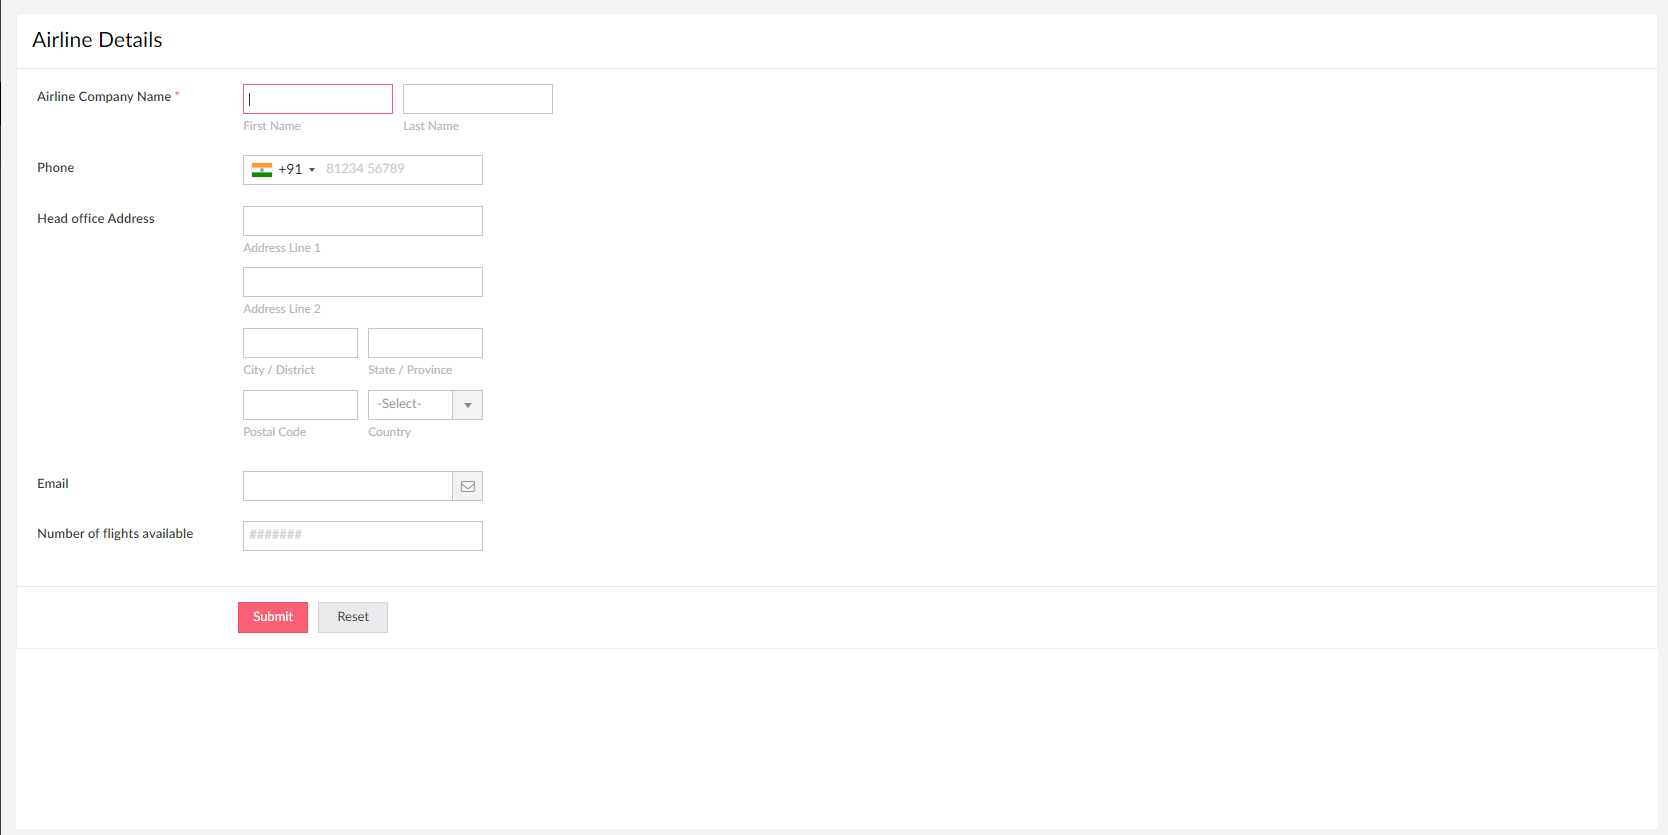 Airline Details
Airline Company Name *
First Name Last Name
Phone +91 81234 56789
Head office Address
Address Line 1
Address Line 2
City / District State / Province
-Select-
Postal Code Country
Email
Number of flights available #######
Submit Reset